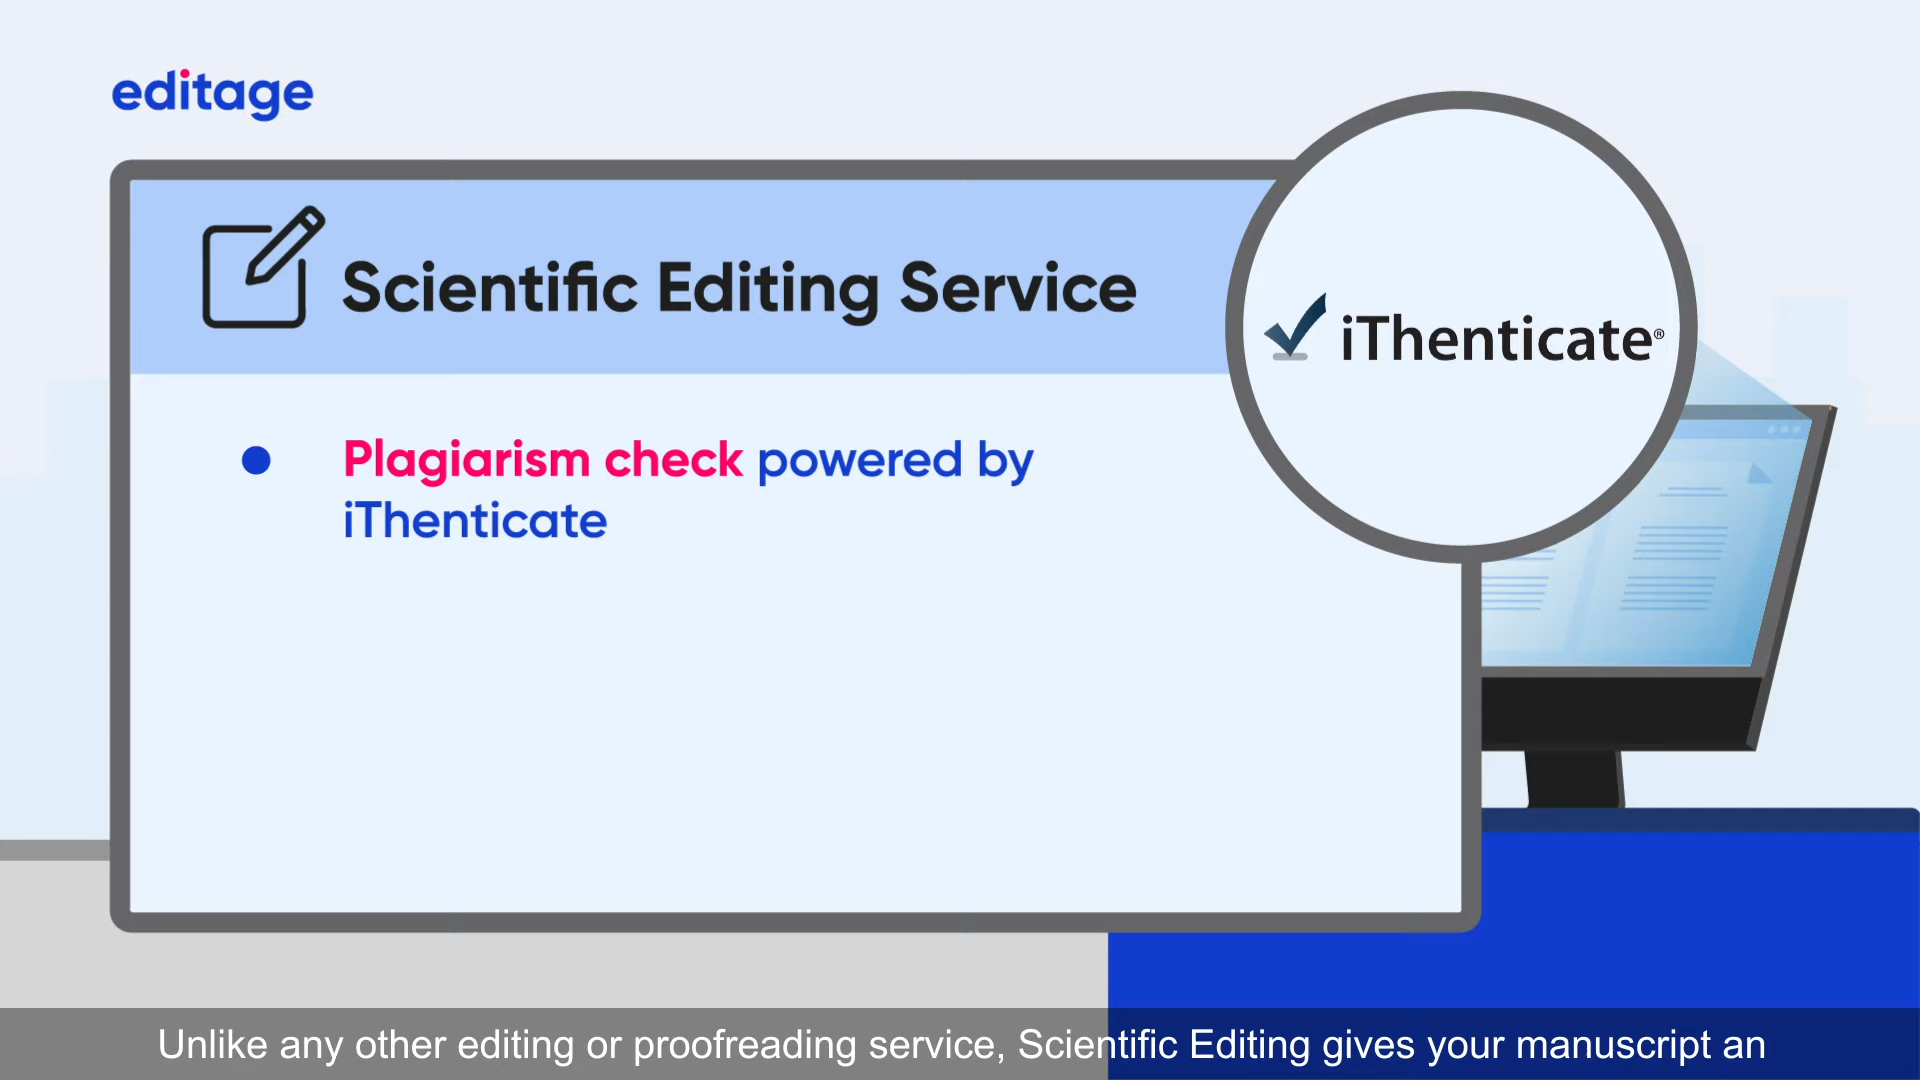 editage
Scientific Editing Service
iThenticate®
Plagiarism check powered by
iThenticate
Unlike any other editing or proofreading service, Scientific Editing gives your manuscript an